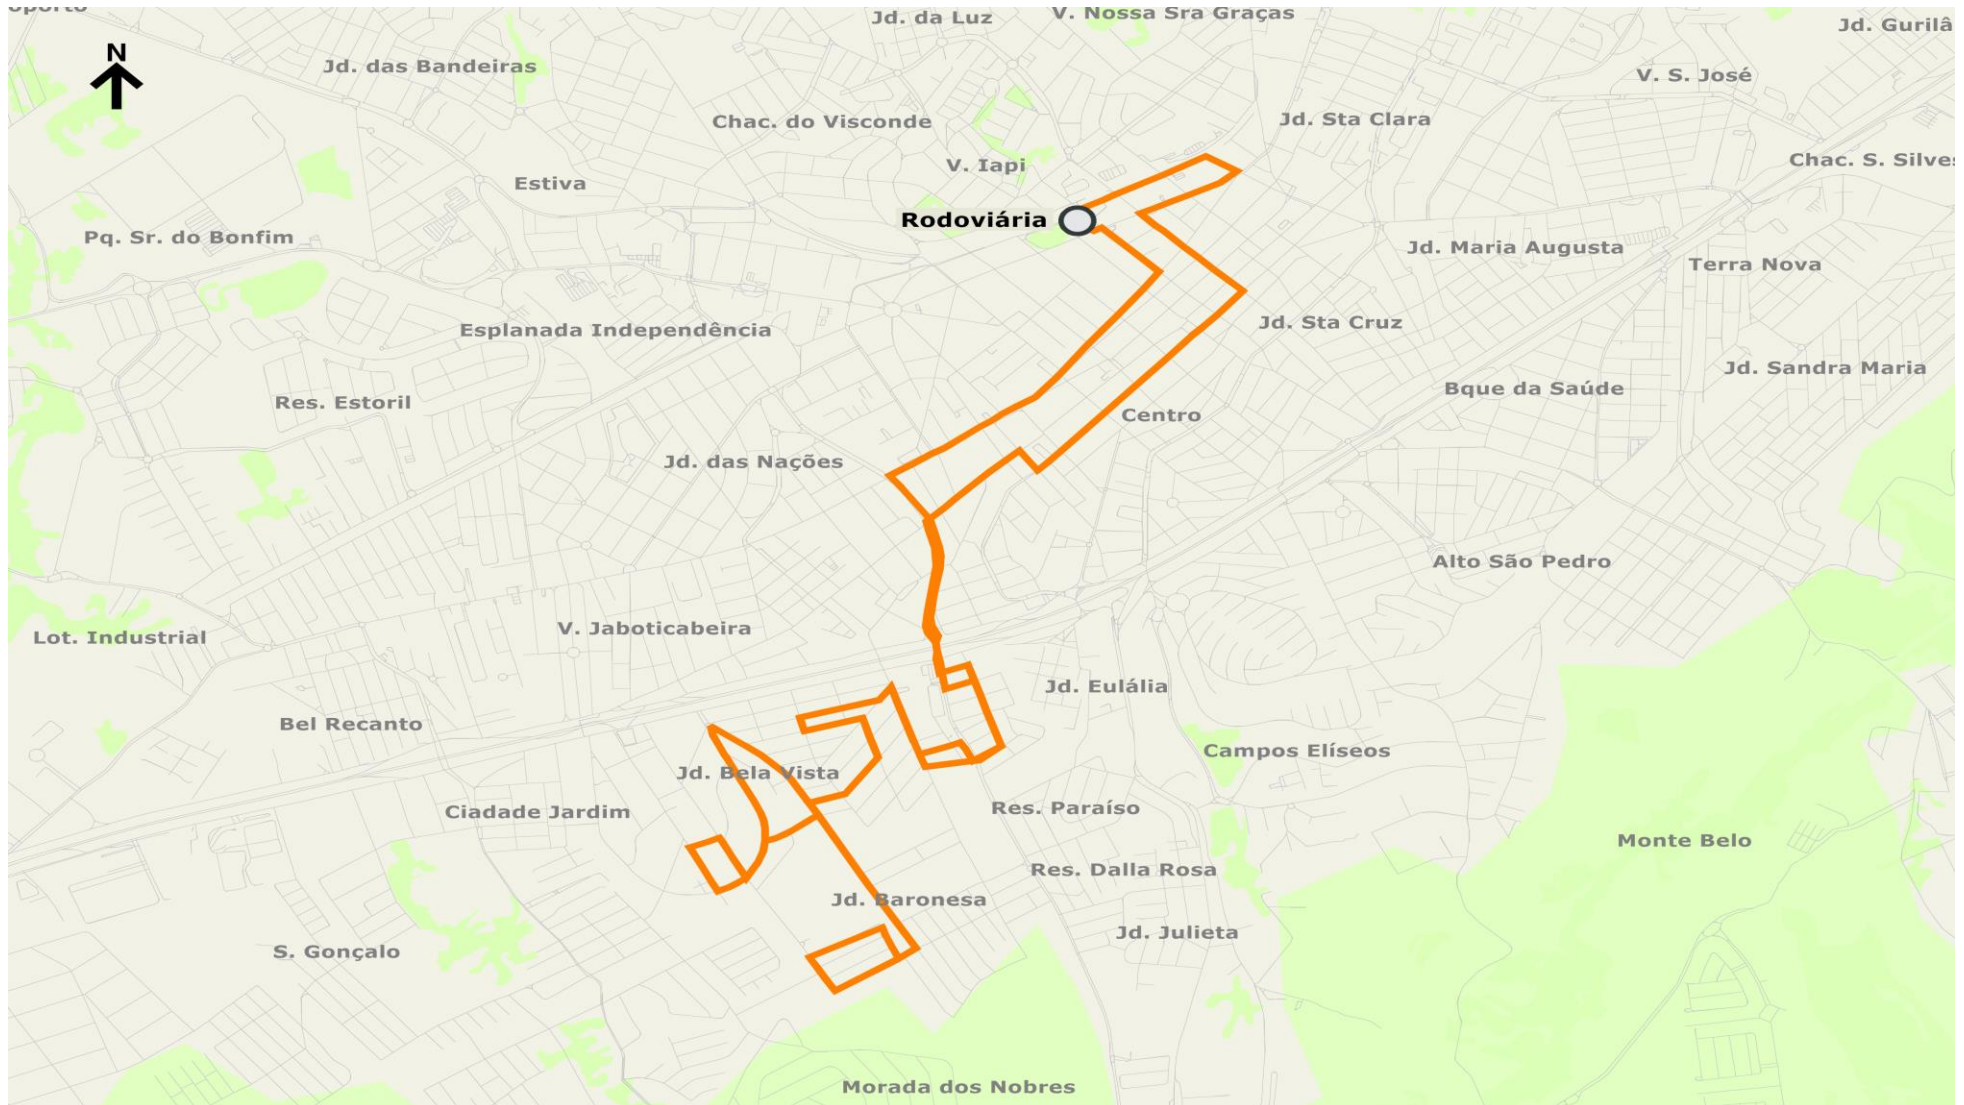 Jd. da Luz
V. Nossa Sra Graças
Jd. Gurilâ
N
Jd. das Bandeiras
V. S. José
Chac. do Visconde
Jd. Sta Clara
V. Iapi
Chac. S. Silves
Estiva
Rodoviária
Pq. Sr. do Bonfim
Jd. Maria Augusta
Terra Nova
Esplanada Independência
Jd. Sta Cruz
Jd. Sandra Maria
Res. Estoril
Bque da Saúde
Centro
Jd. das Nações
Alto São Pedro
Lot. Industrial
V. Jaboticabeira
Jd. Eulália
Bel Recanto
Campos Elíseos
Jd. Bela Vista
Ciadade Jardim
Res. Paraíso
Monte Belo
Res. Dalla Rosa
Jd. Baronesa
Jd. Julieta
S. Gonçalo
Morada dos Nobres